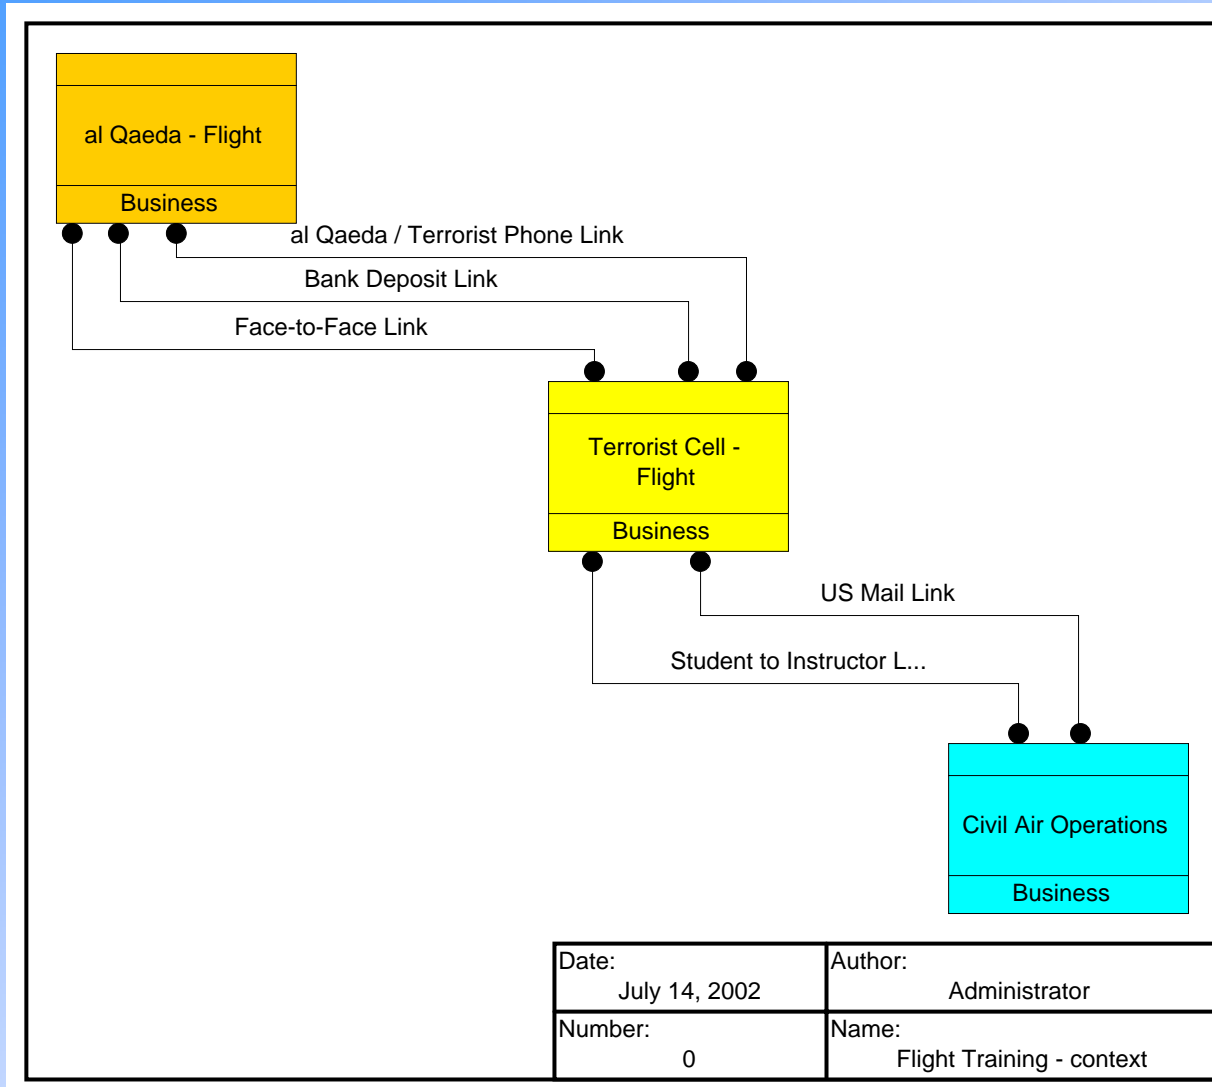 al Qaeda - Flight
Business
al Qaeda / Terrorist Phone Link
Bank Deposit Link
Face-to-Face Link
Terrorist Cell -
Flight
Business
US Mail Link
Student to Instructor L...
Civil Air Operations
Business
Date:
July 14, 2002
Author:
Administrator
Number:
0
Name:
Flight Training - context